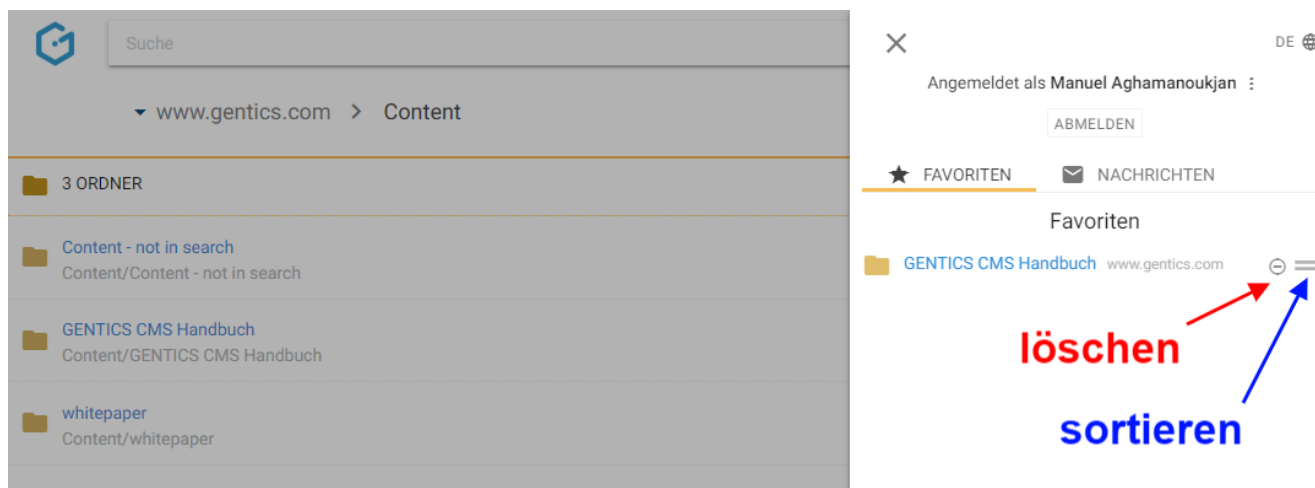 Suche
www.gentics.com > Content
3 ORDNER
Content - not in search
Content/Content - not in search
GENTICS CMS Handbuch
Content/GENTICS CMS Handbuch
whitepaper
Content/whitepaper
DE
Angemeldet als Manuel Aghamanoukjan
ABMELDEN
FAVORITEN NACHRICHTEN
Favoriten
GENTICS CMS Handbuch www.gentics.com
löschen
sortieren